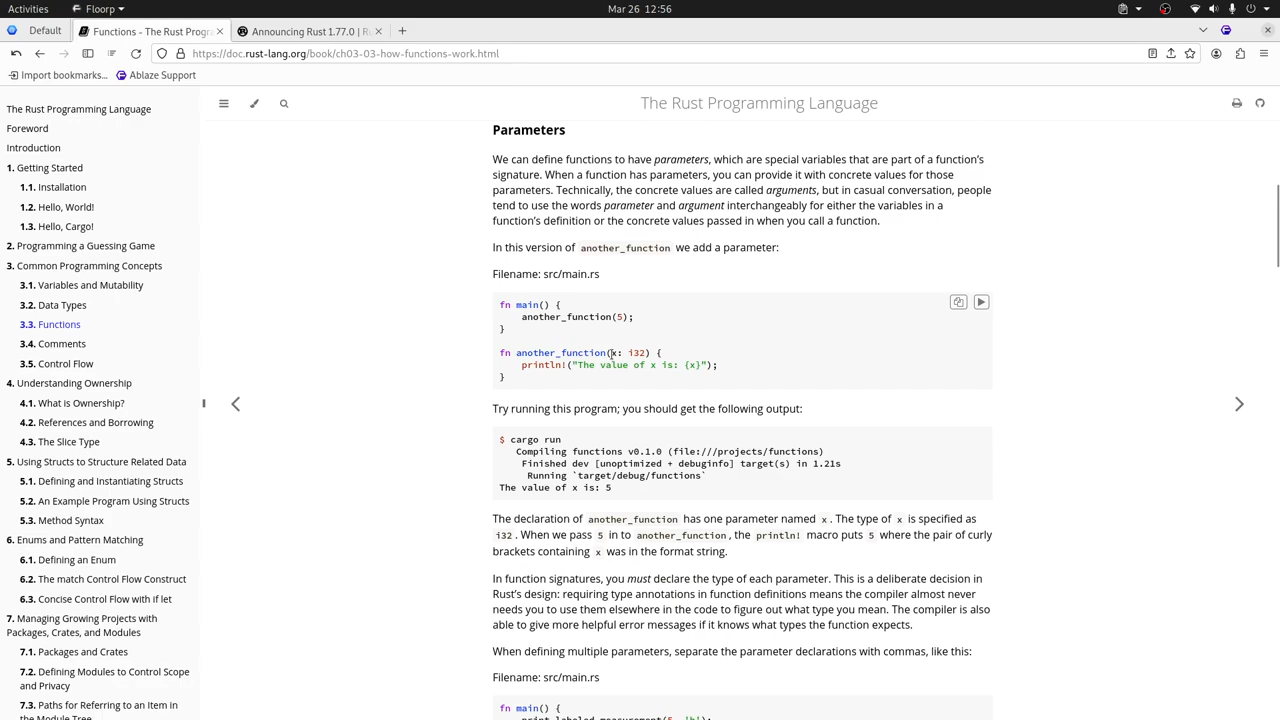 Activities
Floorp
Mar 26 12:56
Default
Functions - The Rust Progra
Announcing Rust 1.77.0 | Ru
https://doc.rust-lang.org/book/ch03-03-how-functions-work.html
Import bookmarks...
Ablaze Support
The Rust Programming Language
Foreword
Introduction
1. Getting Started
1.1. Installation
1.2. Hello, World!
1.3. Hello, Cargo!
2. Programming a Guessing Game
3. Common Programming Concepts
3.1. Variables and Mutability
3.2. Data Types
3.3. Functions
3.4. Comments
3.5. Control Flow
4. Understanding Ownership
4.1. What is Ownership?
4.2. References and Borrowing
4.3. The Slice Type
5. Using Structs to Structure Related Data
5.1. Defining and Instantiating Structs
5.2. An Example Program Using Structs
5.3. Method Syntax
6. Enums and Pattern Matching
6.1. Defining an Enum
6.2. The match Control Flow Construct
6.3. Concise Control Flow with if let
7. Managing Growing Projects with
Packages, Crates, and Modules
7.1. Packages and Crates
7.2. Defining Modules to Control Scope
and Privacy
7.3. Paths for Referring to an Item in
the Module Tree
The Rust Programming Language
Parameters
We can define functions to have parameters, which are special variables that are part of a function's
signature. When a function has parameters, you can provide it with concrete values for those
parameters. Technically, the concrete values are called arguments, but in casual conversation, people
tend to use the words parameter and argument interchangeably for either the variables in a
function's definition or the concrete values passed in when you call a function.
In this version of another_function we add a parameter:
Filename: src/main.rs
fn main() {
another_function(5);
}
fn another_function(x: i32) {
println!("The value of x is: {x}");
}
Try running this program; you should get the following output:
$ cargo run
Compiling functions v0.1.0 (file:///projects/functions)
Finished dev [unoptimized + debuginfo] target(s) in 1.21s
Running `target/debug/functions`
The value of x is: 5
The declaration of another_function has one parameter named x. The type of x is specified as
i32. When we pass 5 in to another_function, the println! macro puts 5 where the pair of curly
brackets containing x was in the format string.
In function signatures, you must declare the type of each parameter. This is a deliberate decision in
Rust's design: requiring type annotations in function definitions means the compiler almost never
needs you to use them elsewhere in the code to figure out what type you mean. The compiler is also
able to give more helpful error messages if it knows what types the function expects.
When defining multiple parameters, separate the parameter declarations with commas, like this:
Filename: src/main.rs
fn main() {
print_labeled_measurement(5, 'h');